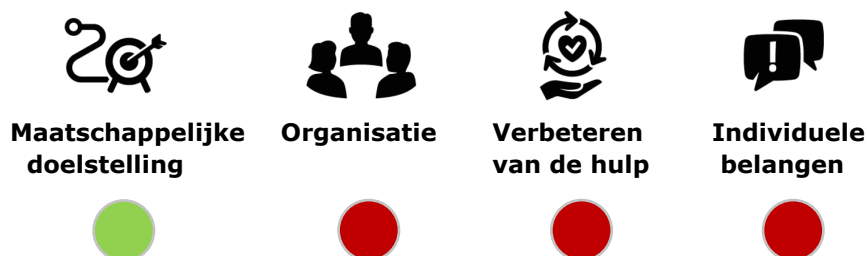 Maatschappelijke doelstelling
Organisatie
Verbeteren van de hulp
Individuele belangen